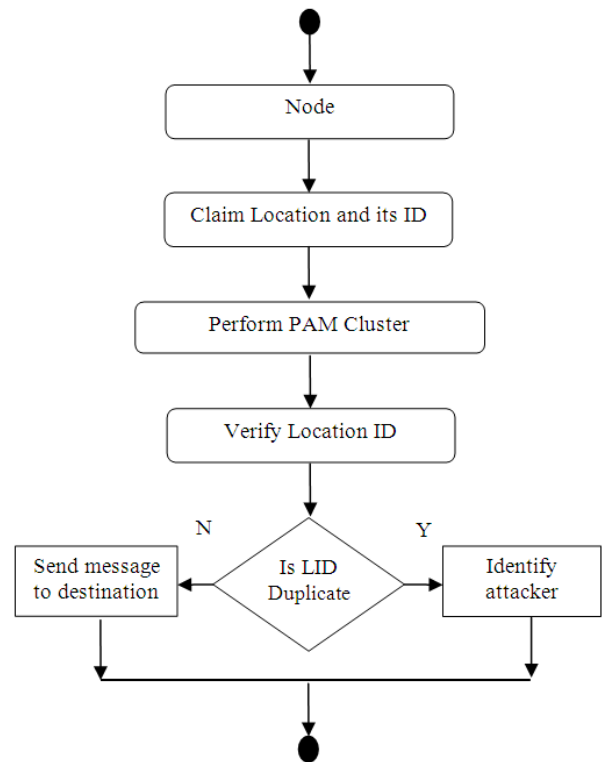 Node
Claim Location and its ID
Perform PAM Cluster
Verify Location ID
N
Y
Send message
to destination
Is LID
Duplicate
Identify
attacker